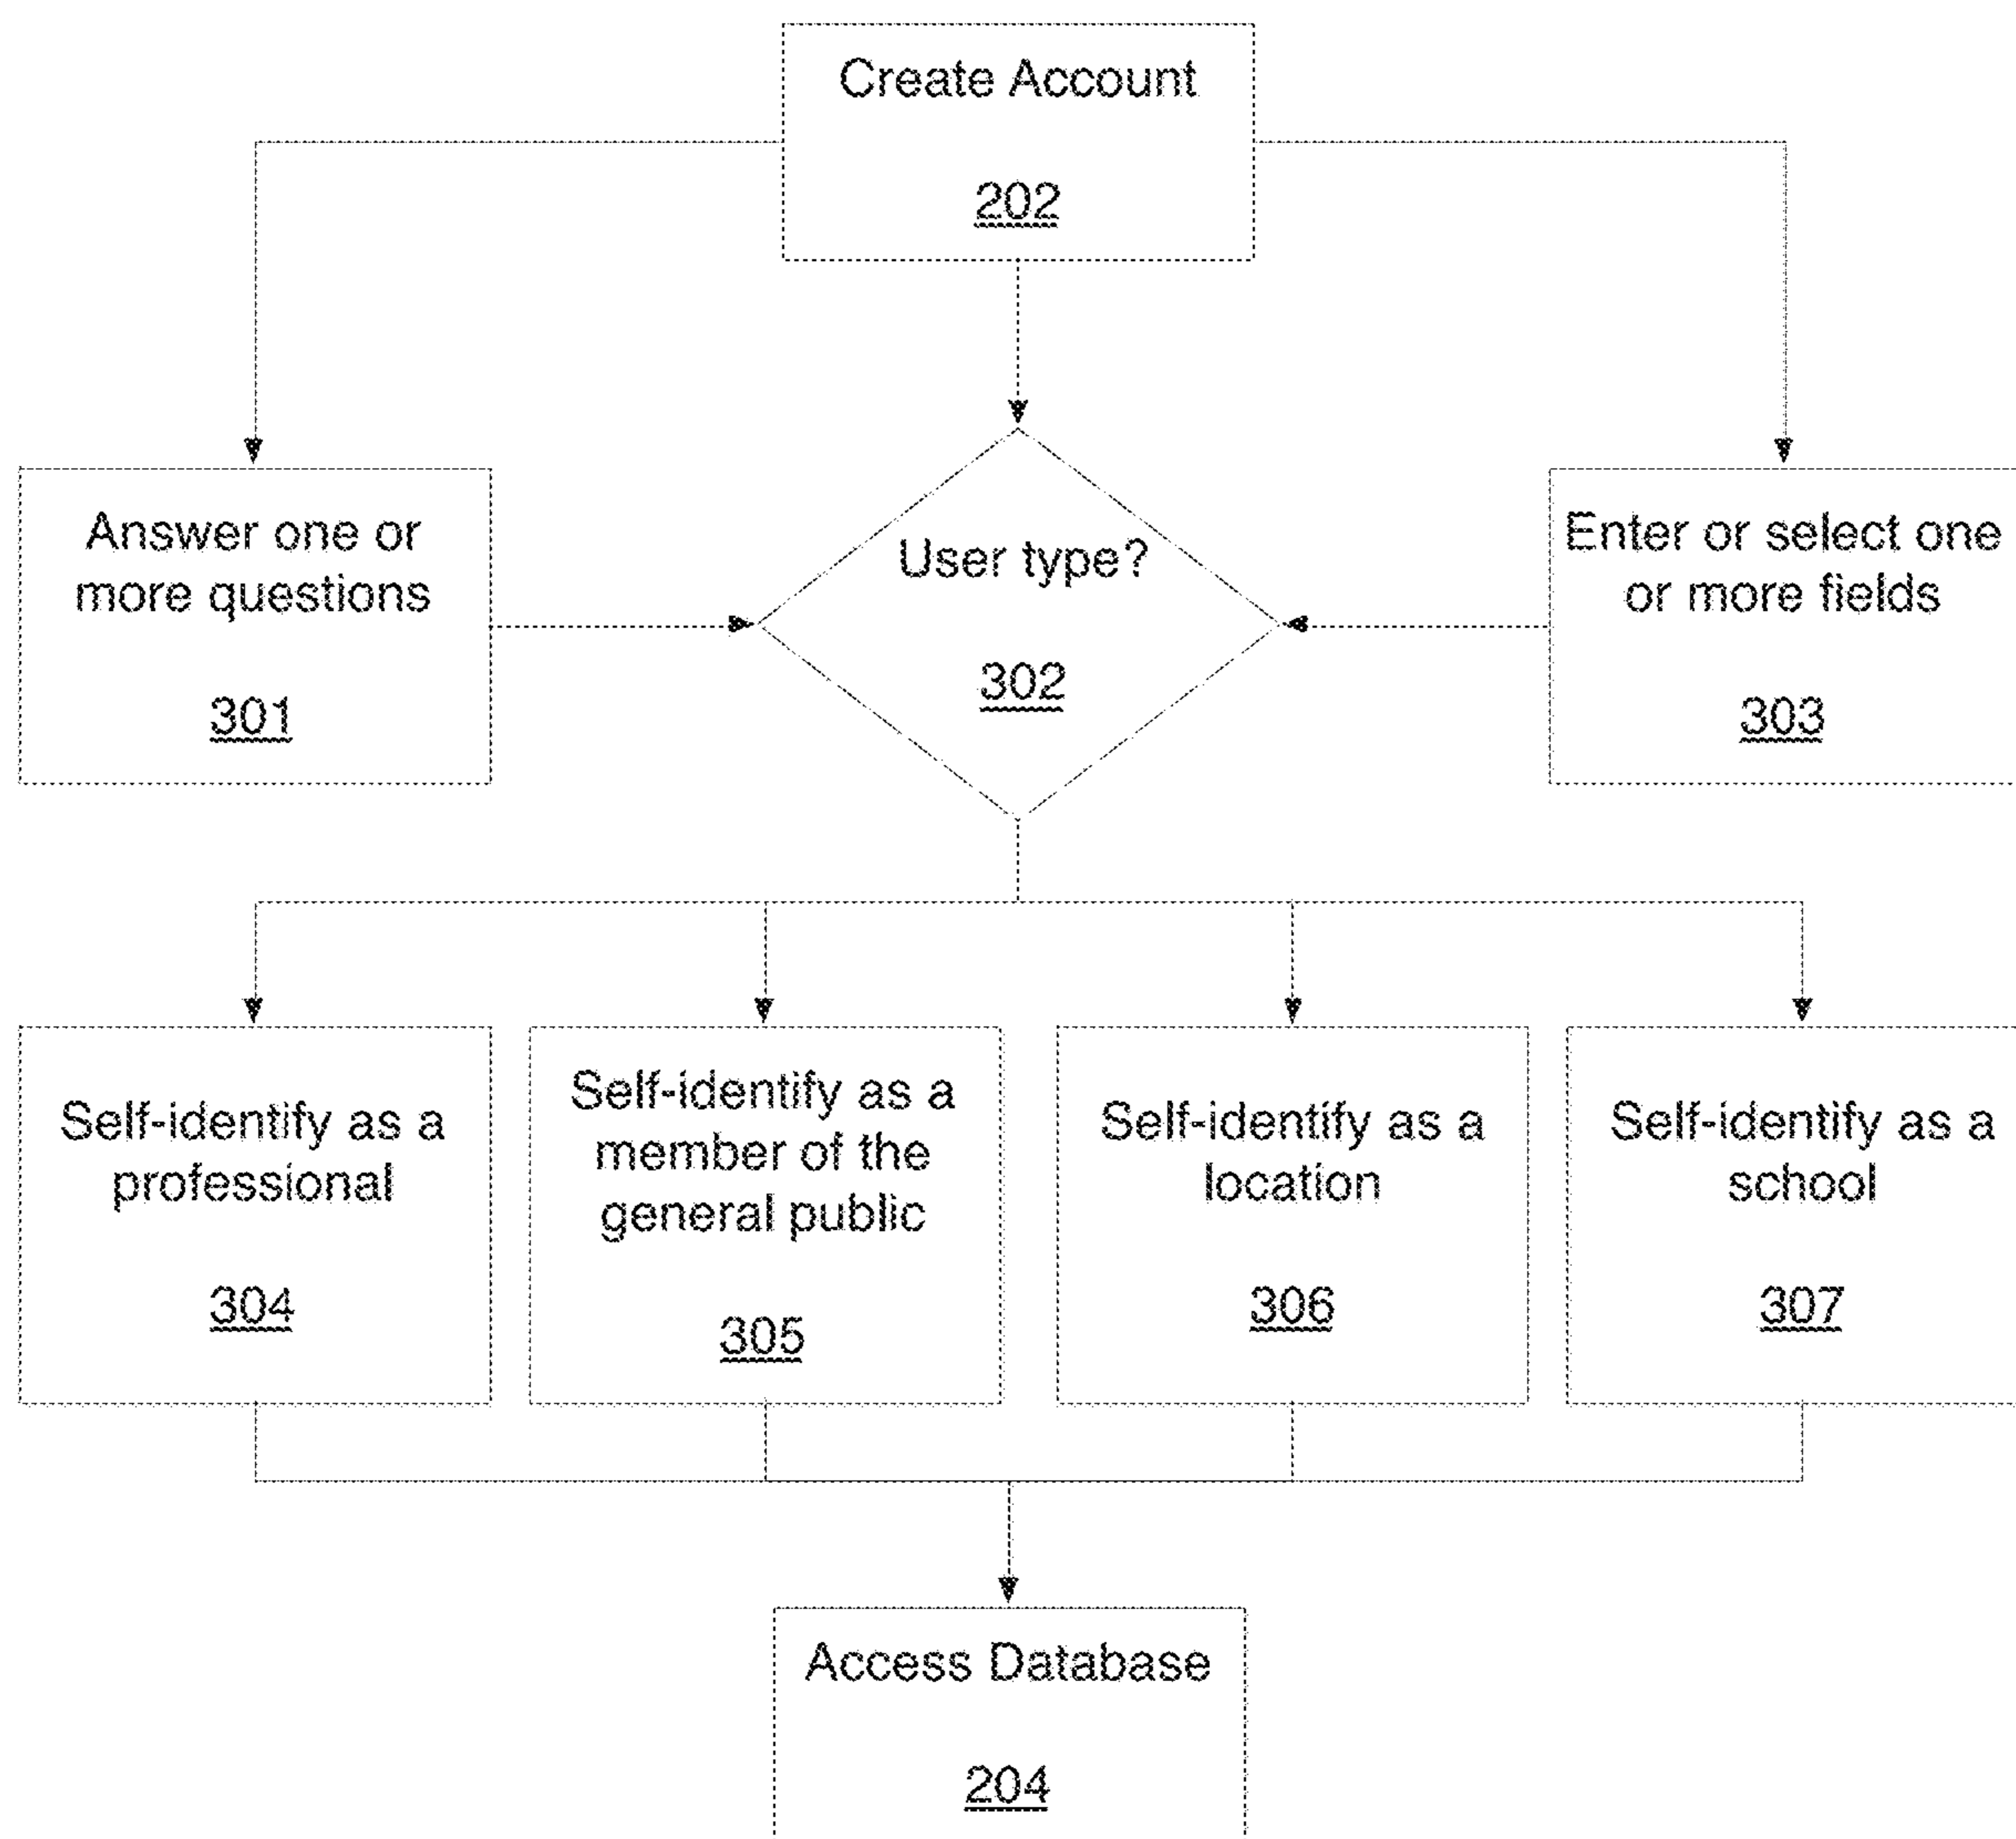 Create Account
202
Answer one or
more questions
301
User type?
302
Enter or select one
or more fields
303
Self-identify as a
professional
304
Self-identify as a
member of the
general public
305
Self-identify as a
location
306
Self-identify as a
school
307
Access Database
204